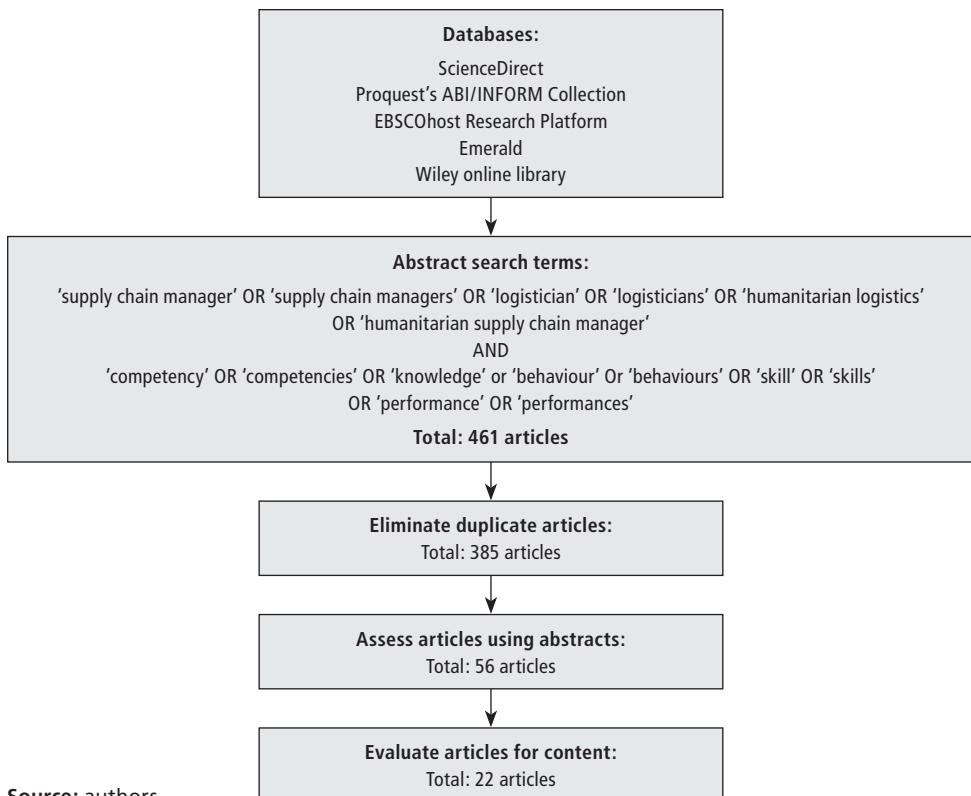 Databases:
ScienceDirect
Proquest's ABI/INFORM Collection
EBSCOhost Research Platform
Emerald
Wiley online library
Abstract search terms:
‘supply chain manager’ OR ‘supply chain managers’ OR ‘logistician’ OR ‘logisticians’ OR ‘humanitarian logistics’
OR ‘humanitarian supply chain manager’
AND
‘competency’ OR ‘competencies’ OR ‘knowledge’ or ‘behaviour’ Or ‘behaviours’ OR ‘skill’ OR ‘skills’
OR ‘performance’ OR ‘performances’
Total: 461 articles
Eliminate duplicate articles:
Total: 385 articles
Assess articles using abstracts:
Total: 56 articles
Evaluate articles for content:
Total: 22 articles
Source: authors